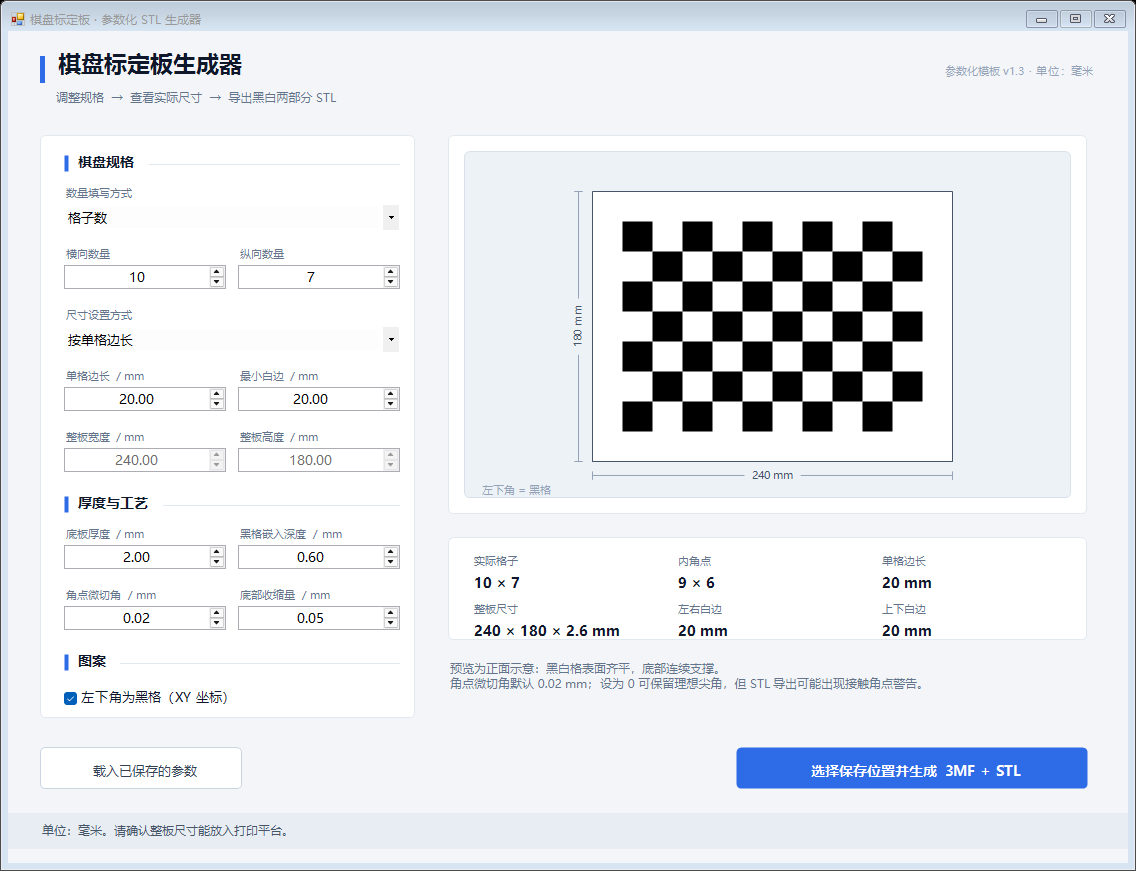 棋盘标定板 · 参数化 STL 生成器
棋盘标定板生成器
参数化模板 v1.3 · 单位：毫米
调整规格 → 查看实际尺寸 → 导出黑白两部分 STL
棋盘规格
数量填写方式
格子数
横向数量 纵向数量
10 7
尺寸设置方式
按单格边长
单格边长 / mm 最小白边 / mm
20.00 20.00
整板宽度 / mm 整板高度 / mm
240.00 180.00
厚度与工艺
底板厚度 / mm 黑格嵌入深度 / mm
2.00 0.60
角点微切角 / mm 底部收缩量 / mm
0.02 0.05
图案
左下角为黑格（XY 坐标）
180 mm
240 mm
左下角 = 黑格
实际格子 内角点 单格边长
10 × 7 9 × 6 20 mm
整板尺寸 左右白边 上下白边
240 × 180 × 2.6 mm 20 mm 20 mm
预览为正面示意：黑白格表面齐平，底部连续支撑。
角点微切角默认 0.02 mm；设为 0 可保留理想尖角，但 STL 导出可能出现接触角点警告。
载入已保存的参数
选择保存位置并生成 3MF + STL
单位：毫米。请确认整板尺寸能放入打印平台。